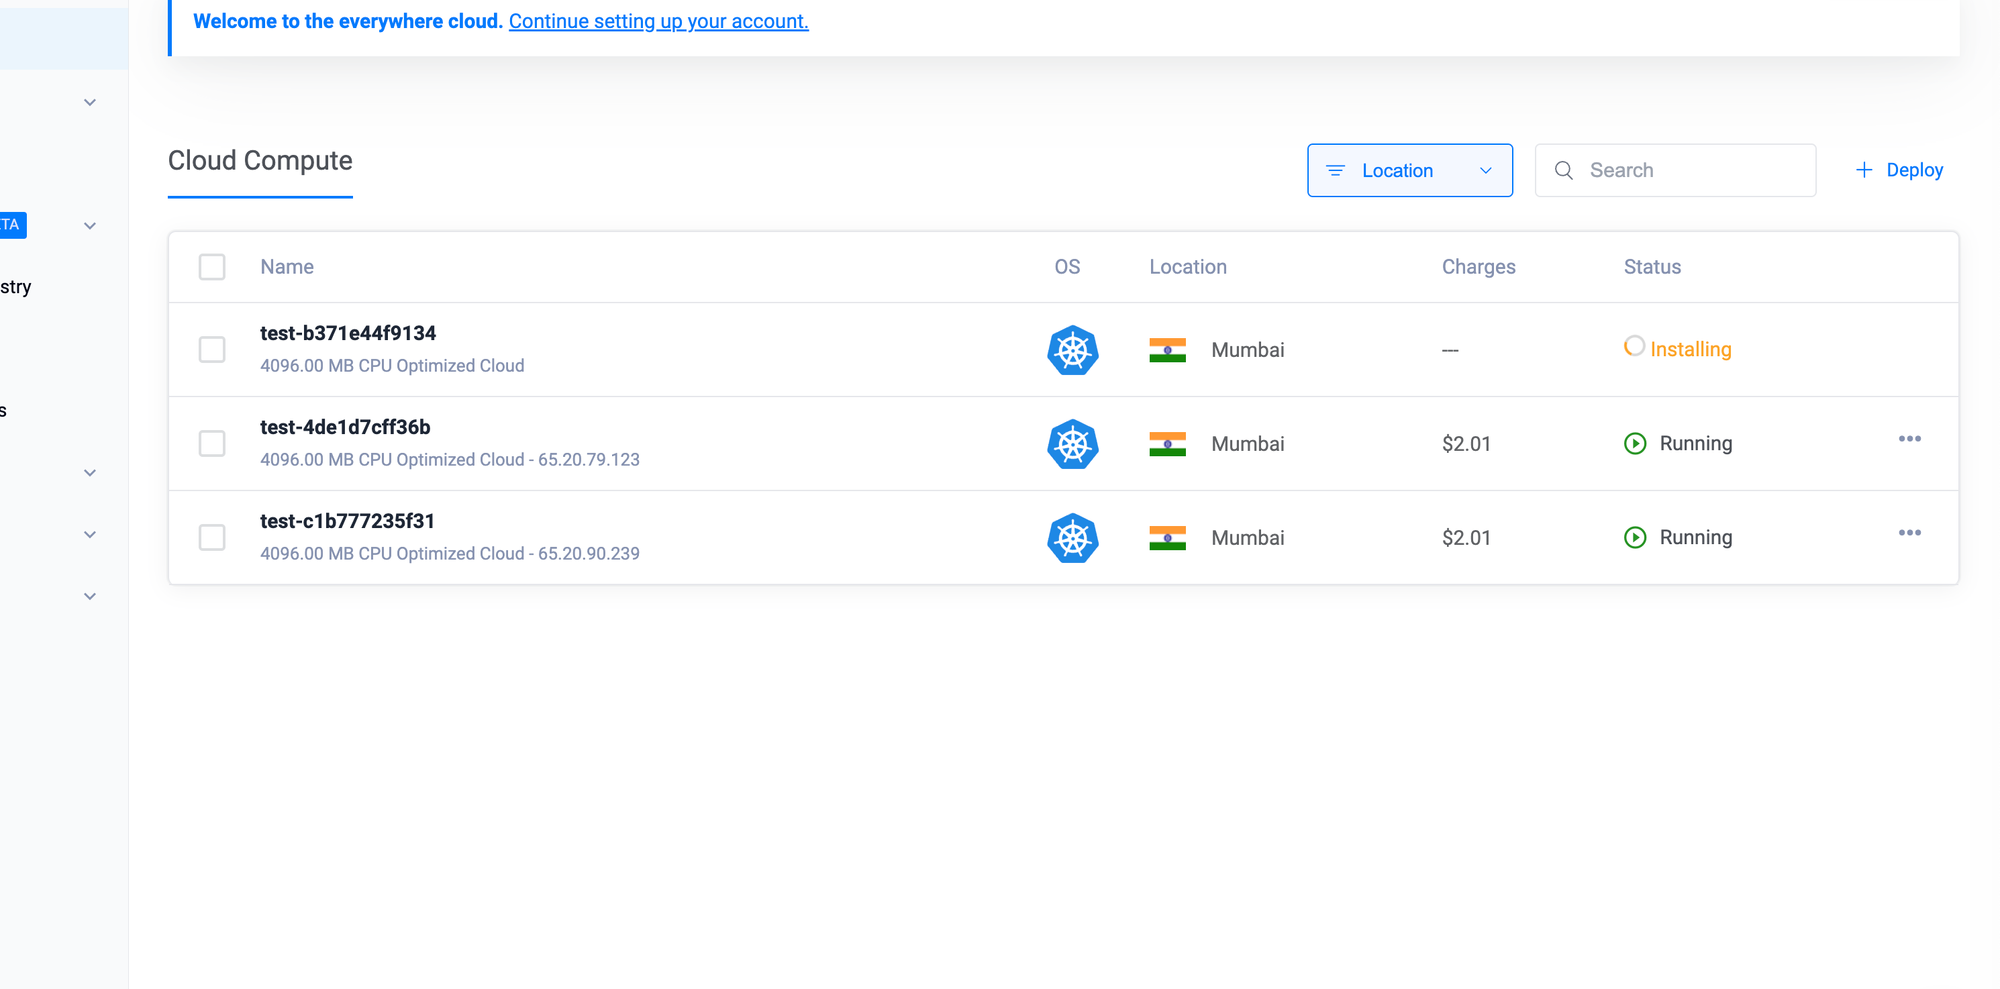 Welcome to the everywhere cloud. Continue setting up your account.
Cloud Compute
Location
Search
+ Deploy
TA
stry
s
Name OS Location Charges Status
test-b371e44f9134
4096.00 MB CPU Optimized Cloud
Mumbai --- Installing
test-4de1d7cff36b
4096.00 MB CPU Optimized Cloud - 65.20.79.123
Mumbai $2.01 Running
test-c1b777235f31
4096.00 MB CPU Optimized Cloud - 65.20.90.239
Mumbai $2.01 Running